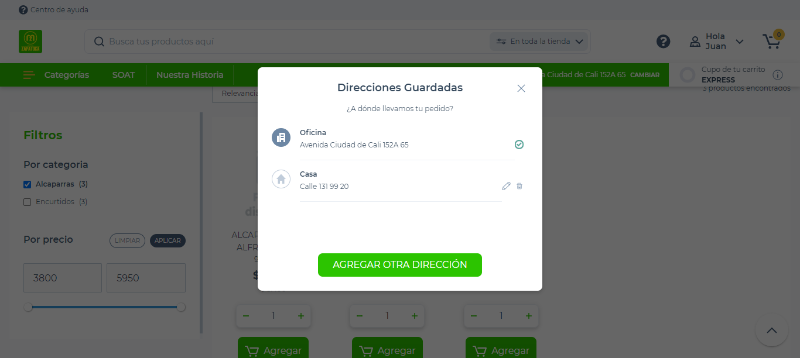 Centro de ayuda
Busca tus productos aquí
En toda la tienda
?
Hola
Juan
0
Categorías
SOAT
Nuestra Historia
a Ciudad de Cali 152A 65
CAMBIAR
Cupo de tu carrito
EXPRESS
Relevancia
3 productos encontrados
Direcciones Guardadas
¿A dónde llevamos tu pedido?
Oficina
Avenida Ciudad de Cali 152A 65
Casa
Calle 131 99 20
AGREGAR OTRA DIRECCIÓN
Filtros
Por categoría
Alcaparras (3)
Encurtidos (3)
Por precio
LIMPIAR
APLICAR
3800
5950
− 1 +
− 1 +
− 1 +
Agregar
Agregar
Agregar